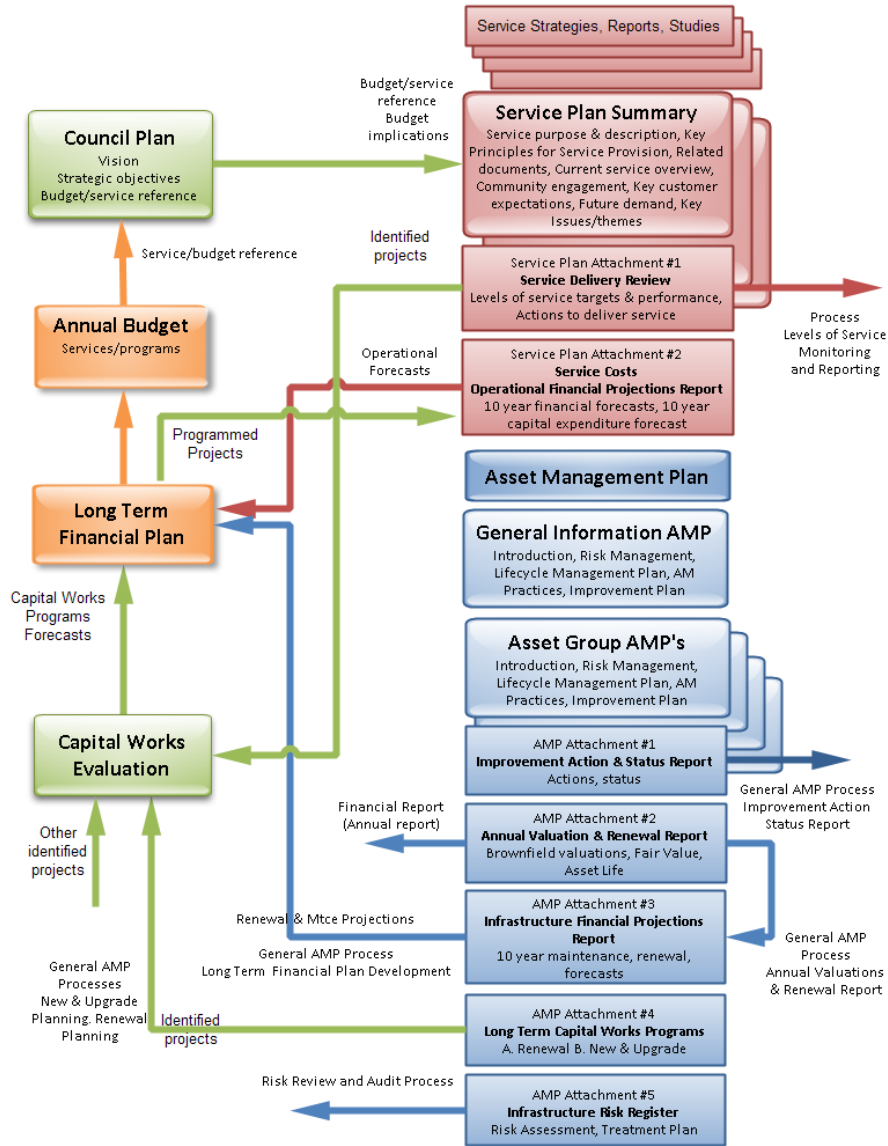 Service Strategies, Reports, Studies
Budget/service
reference
Budget
implications
Service Plan Summary
Service purpose & description, Key
Principles for Service Provision, Related
documents, Current service overview,
Community engagement, Key customer
expectations, Future demand, Key
Issues/themes
Council Plan
Vision
Strategic objectives
Budget/service reference
Service/budget reference
Identified
projects
Service Plan Attachment #1
Service Delivery Review
Levels of service targets & performance,
Actions to deliver service
Process
Levels of Service
Monitoring
and Reporting
Annual Budget
Services/programs
Operational
Forecasts
Service Plan Attachment #2
Service Costs
Operational Financial Projections Report
10 year financial forecasts, 10 year
capital expenditure forecast
Programmed
Projects
Asset Management Plan
Long Term
Financial Plan
General Information AMP
Introduction, Risk Management,
Lifecycle Management Plan, AM
Practices, Improvement Plan
Capital Works
Programs
Forecasts
Asset Group AMP's
Introduction, Risk Management,
Lifecycle Management Plan, AM
Practices, Improvement Plan
Capital Works
Evaluation
AMP Attachment #1
Improvement Action & Status Report
Actions, status
General AMP Process
Improvement Action
Status Report
Financial Report
(Annual report)
AMP Attachment #2
Annual Valuation & Renewal Report
Brownfield valuations, Fair Value,
Asset Life
Other
identified
projects
AMP Attachment #3
Infrastructure Financial Projections
Report
10 year maintenance, renewal,
forecasts
Renewal & Mtce Projections
General AMP Process
Long Term Financial Plan Development
General AMP
Process
Annual Valuations
& Renewal Report
General AMP
Processes
New & Upgrade
Planning. Renewal
Planning
Identified
projects
AMP Attachment #4
Long Term Capital Works Programs
A. Renewal B. New & Upgrade
Risk Review and Audit Process
AMP Attachment #5
Infrastructure Risk Register
Risk Assessment, Treatment Plan